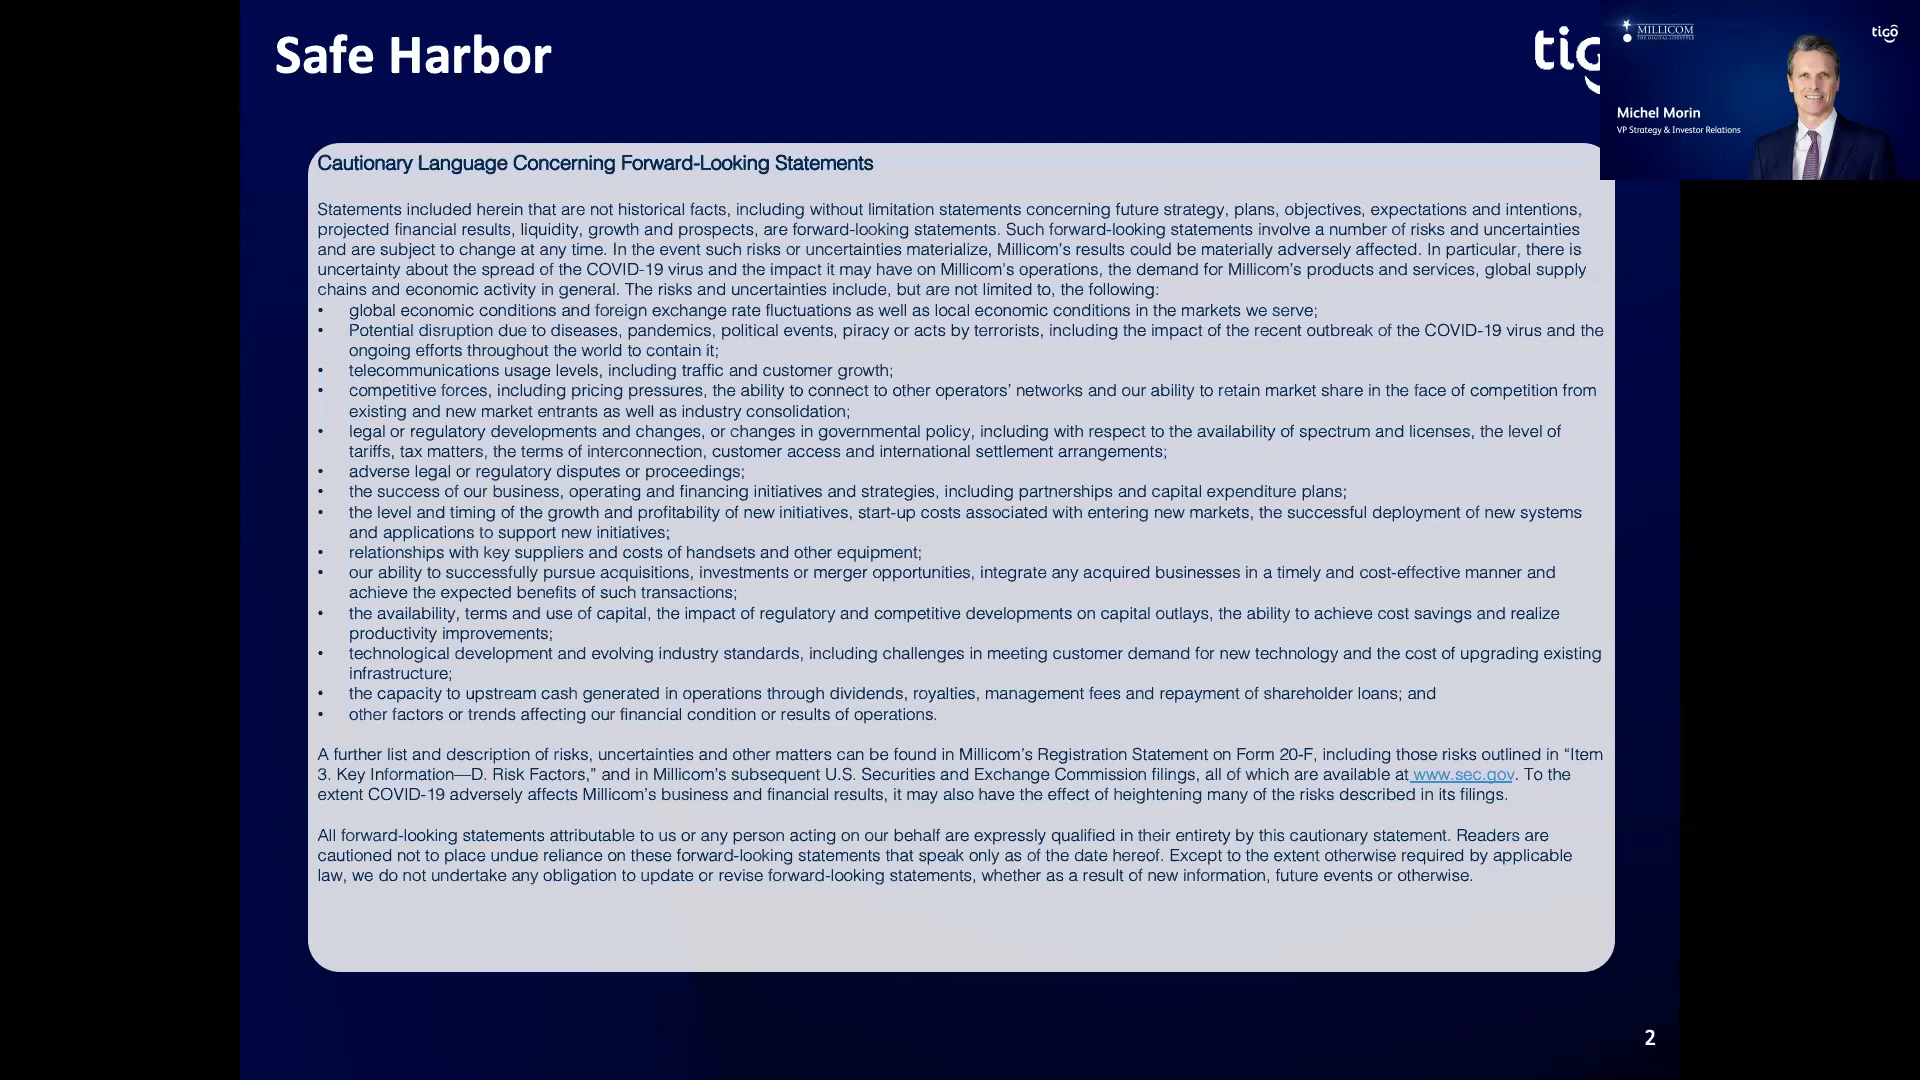 Safe Harbor
tigo
MILLICOM
THE DIGITAL LIFESTYLE
tigo
Michel Morin
VP Strategy & Investor Relations
Cautionary Language Concerning Forward-Looking Statements
Statements included herein that are not historical facts, including without limitation statements concerning future strategy, plans, objectives, expectations and intentions,
projected financial results, liquidity, growth and prospects, are forward-looking statements. Such forward-looking statements involve a number of risks and uncertainties
and are subject to change at any time. In the event such risks or uncertainties materialize, Millicom's results could be materially adversely affected. In particular, there is
uncertainty about the spread of the COVID-19 virus and the impact it may have on Millicom's operations, the demand for Millicom's products and services, global supply
chains and economic activity in general. The risks and uncertainties include, but are not limited to, the following:
• global economic conditions and foreign exchange rate fluctuations as well as local economic conditions in the markets we serve;
• Potential disruption due to diseases, pandemics, political events, piracy or acts by terrorists, including the impact of the recent outbreak of the COVID-19 virus and the
ongoing efforts throughout the world to contain it;
• telecommunications usage levels, including traffic and customer growth;
• competitive forces, including pricing pressures, the ability to connect to other operators' networks and our ability to retain market share in the face of competition from
existing and new market entrants as well as industry consolidation;
• legal or regulatory developments and changes, or changes in governmental policy, including with respect to the availability of spectrum and licenses, the level of
tariffs, tax matters, the terms of interconnection, customer access and international settlement arrangements;
• adverse legal or regulatory disputes or proceedings;
• the success of our business, operating and financing initiatives and strategies, including partnerships and capital expenditure plans;
• the level and timing of the growth and profitability of new initiatives, start-up costs associated with entering new markets, the successful deployment of new systems
and applications to support new initiatives;
• relationships with key suppliers and costs of handsets and other equipment;
• our ability to successfully pursue acquisitions, investments or merger opportunities, integrate any acquired businesses in a timely and cost-effective manner and
achieve the expected benefits of such transactions;
• the availability, terms and use of capital, the impact of regulatory and competitive developments on capital outlays, the ability to achieve cost savings and realize
productivity improvements;
• technological development and evolving industry standards, including challenges in meeting customer demand for new technology and the cost of upgrading existing
infrastructure;
• the capacity to upstream cash generated in operations through dividends, royalties, management fees and repayment of shareholder loans; and
• other factors or trends affecting our financial condition or results of operations.
A further list and description of risks, uncertainties and other matters can be found in Millicom's Registration Statement on Form 20-F, including those risks outlined in “Item
3. Key Information—D. Risk Factors,” and in Millicom's subsequent U.S. Securities and Exchange Commission filings, all of which are available at www.sec.gov. To the
extent COVID-19 adversely affects Millicom's business and financial results, it may also have the effect of heightening many of the risks described in its filings.
All forward-looking statements attributable to us or any person acting on our behalf are expressly qualified in their entirety by this cautionary statement. Readers are
cautioned not to place undue reliance on these forward-looking statements that speak only as of the date hereof. Except to the extent otherwise required by applicable
law, we do not undertake any obligation to update or revise forward-looking statements, whether as a result of new information, future events or otherwise.
2